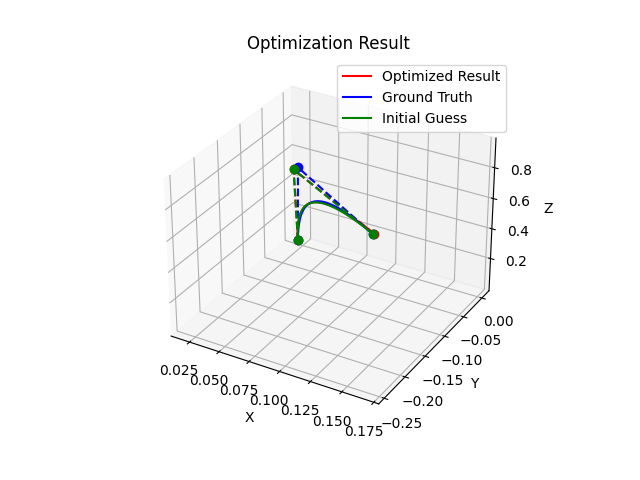 Optimization Result
Optimized Result
Ground Truth
Initial Guess
0.8
0.6
0.4
0.2
Z
0.00
−0.05
−0.10
−0.15
−0.20
−0.25
Y
0.025
0.050
0.075
0.100
0.125
0.150
0.175
X